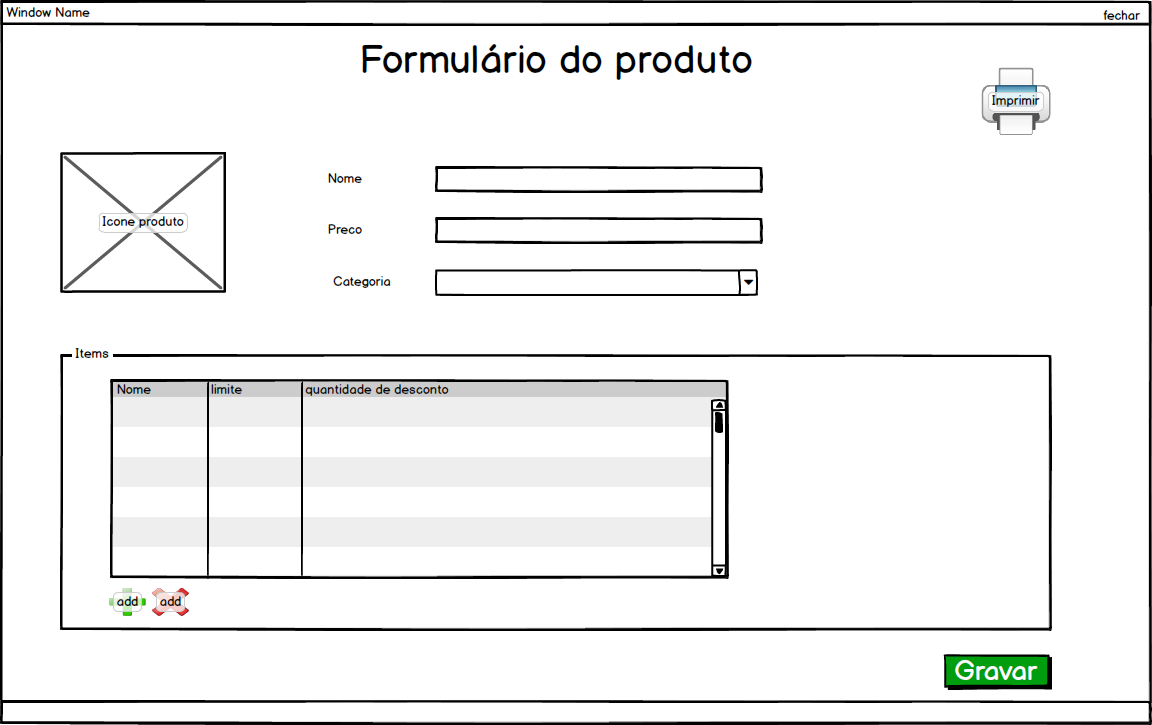 Window Name
fechar
Formulário do produto
Imprimir
Icone produto
Nome
Preco
Categoria
Items
Nome limite quantidade de desconto
add add
Gravar